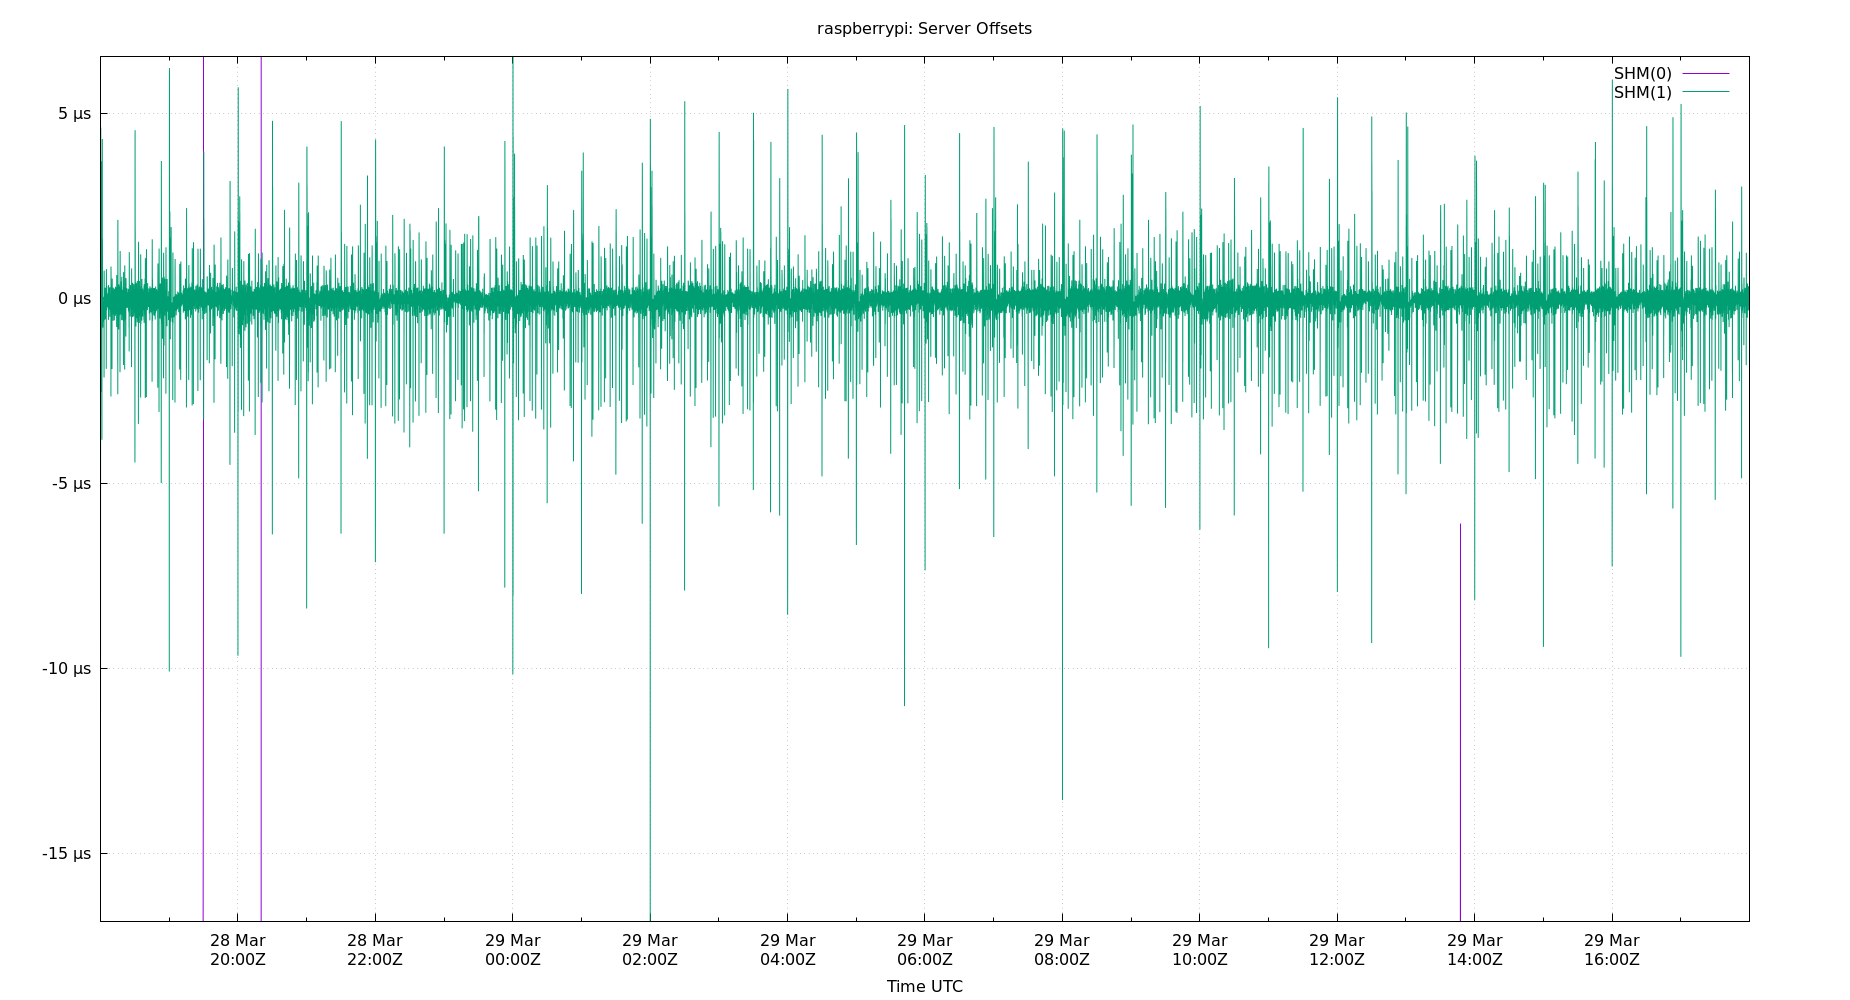 raspberrypi: Server Offsets
SHM(0)
SHM(1)
5 µs
0 µs
-5 µs
-10 µs
-15 µs
28 Mar 28 Mar 29 Mar 29 Mar 29 Mar 29 Mar 29 Mar 29 Mar 29 Mar 29 Mar 29 Mar
20:00Z 22:00Z 00:00Z 02:00Z 04:00Z 06:00Z 08:00Z 10:00Z 12:00Z 14:00Z 16:00Z
Time UTC